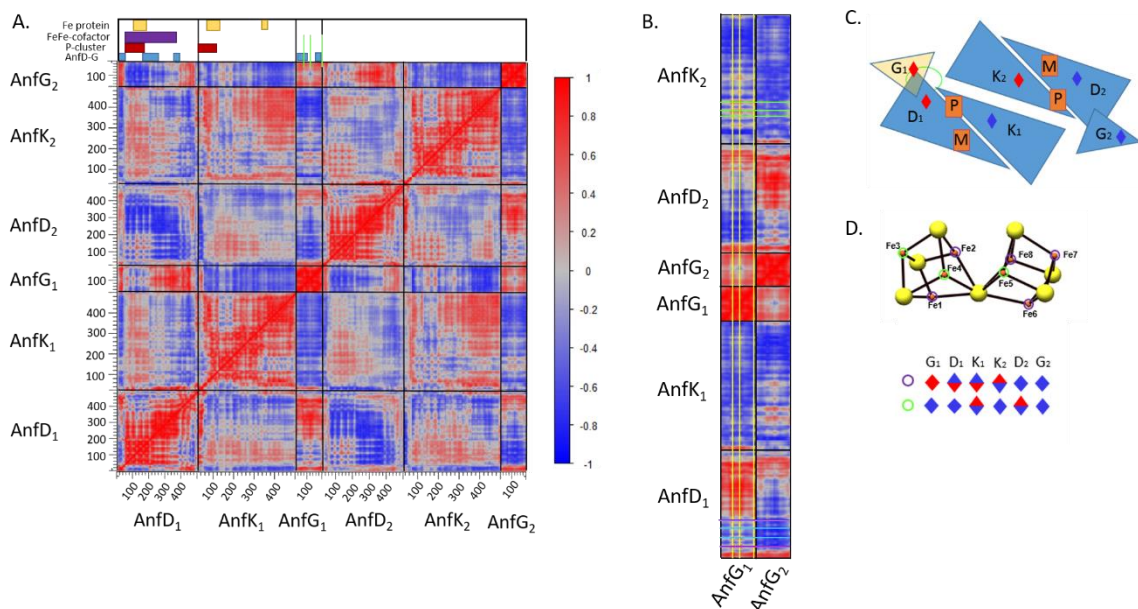 A.
Fe protein
FeFe-cofactor
P-cluster
AnfD-G
AnfG2
100
AnfK2
400
300
200
100
AnfD2
400
300
200
100
AnfG1
100
AnfK1
400
300
200
100
AnfD1
400
300
200
100
100 200 300 400 100 200 300 400 100 100 200 300 400 100 200 300 400 100
AnfD1 AnfK1 AnfG1 AnfD2 AnfK2 AnfG2
1
0.8
0.6
0.4
0.2
0
-0.2
-0.4
-0.6
-0.8
-1
B.
AnfK2
AnfD2
AnfG2
AnfG1
AnfK1
AnfD1
AnfG1 AnfG2
C.
G1 K2 M D2
D1 P P
M K1 G2
D.
Fe3 Fe2 Fe8 Fe7
Fe4 Fe5
Fe1 Fe6
G1 D1 K1 K2 D2 G2